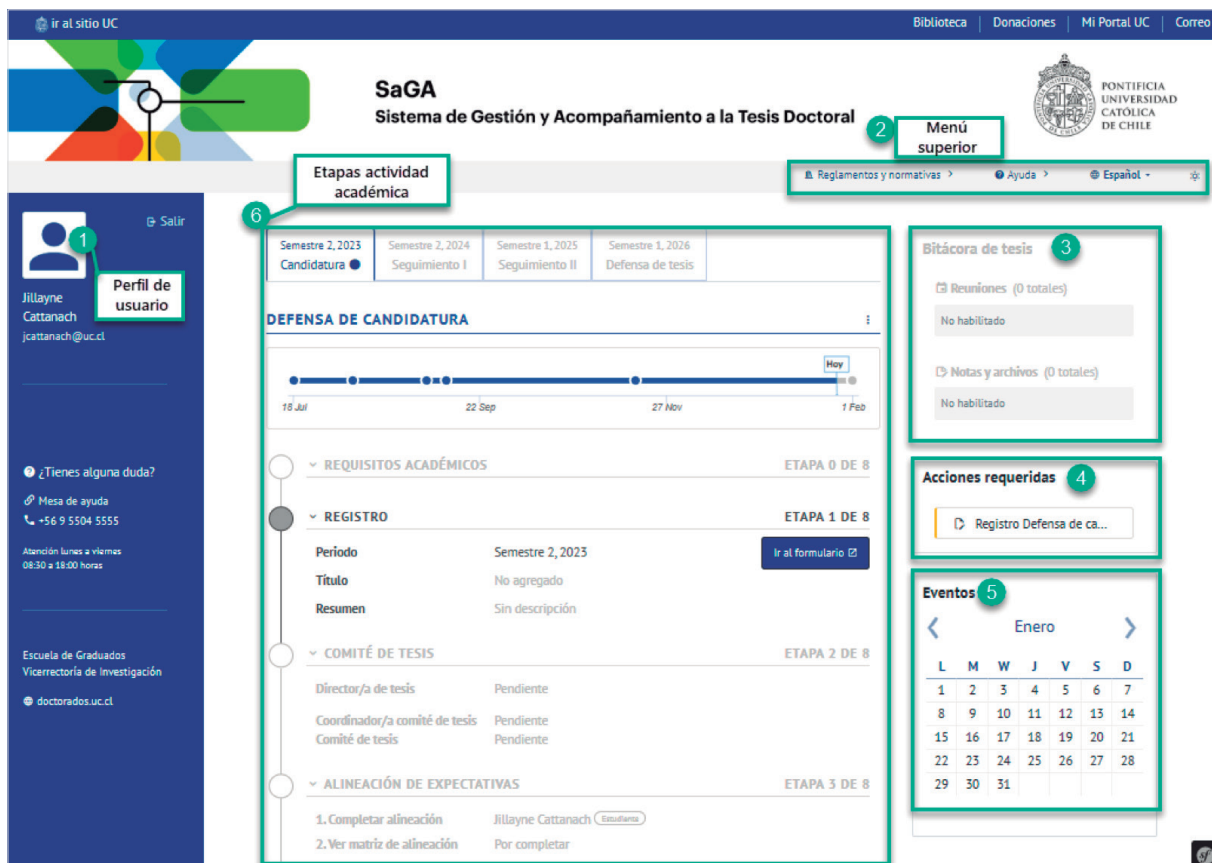 ir al sitio UC
Biblioteca
Donaciones
Mi Portal UC
Correo
SaGA
Sistema de Gestión y Acompañamiento a la Tesis Doctoral
PONTIFICIA
UNIVERSIDAD
CATÓLICA
DE CHILE
2
Menú
superior
Reglamentos y normativas >
Ayuda >
Español
Etapas actividad
académica
6
Salir
1
Perfil de
usuario
Jillayne
Cattanach
jcattanach@uc.cl
¿Tienes alguna duda?
Mesa de ayuda
+56 9 5504 5555
Atención lunes a viernes
08:30 a 18:00 horas
Escuela de Graduados
Vicerrectoría de Investigación
doctorados.uc.cl
Semestre 2, 2023
Candidatura
Semestre 2, 2024
Seguimiento I
Semestre 1, 2025
Seguimiento II
Semestre 1, 2026
Defensa de tesis
DEFENSA DE CANDIDATURA
Hoy
18 Jul
22 Sep
27 Nov
1 Feb
REQUISITOS ACADÉMICOS
ETAPA 0 DE 8
REGISTRO
ETAPA 1 DE 8
Periodo
Semestre 2, 2023
Ir al formulario
Título
No agregado
Resumen
Sin descripción
COMITÉ DE TESIS
ETAPA 2 DE 8
Director/a de tesis
Pendiente
Coordinador/a comité de tesis
Pendiente
Comité de tesis
Pendiente
ALINEACIÓN DE EXPECTATIVAS
ETAPA 3 DE 8
1. Completar alineación
Jillayne Cattanach
Estudiante
2. Ver matriz de alineación
Por completar
Bitácora de tesis
3
Reuniones (0 totales)
No habilitado
Notas y archivos (0 totales)
No habilitado
Acciones requeridas
4
Registro Defensa de ca...
Eventos
5
Enero
L M W J V S D
1 2 3 4 5 6 7
8 9 10 11 12 13 14
15 16 17 18 19 20 21
22 23 24 25 26 27 28
29 30 31
sf